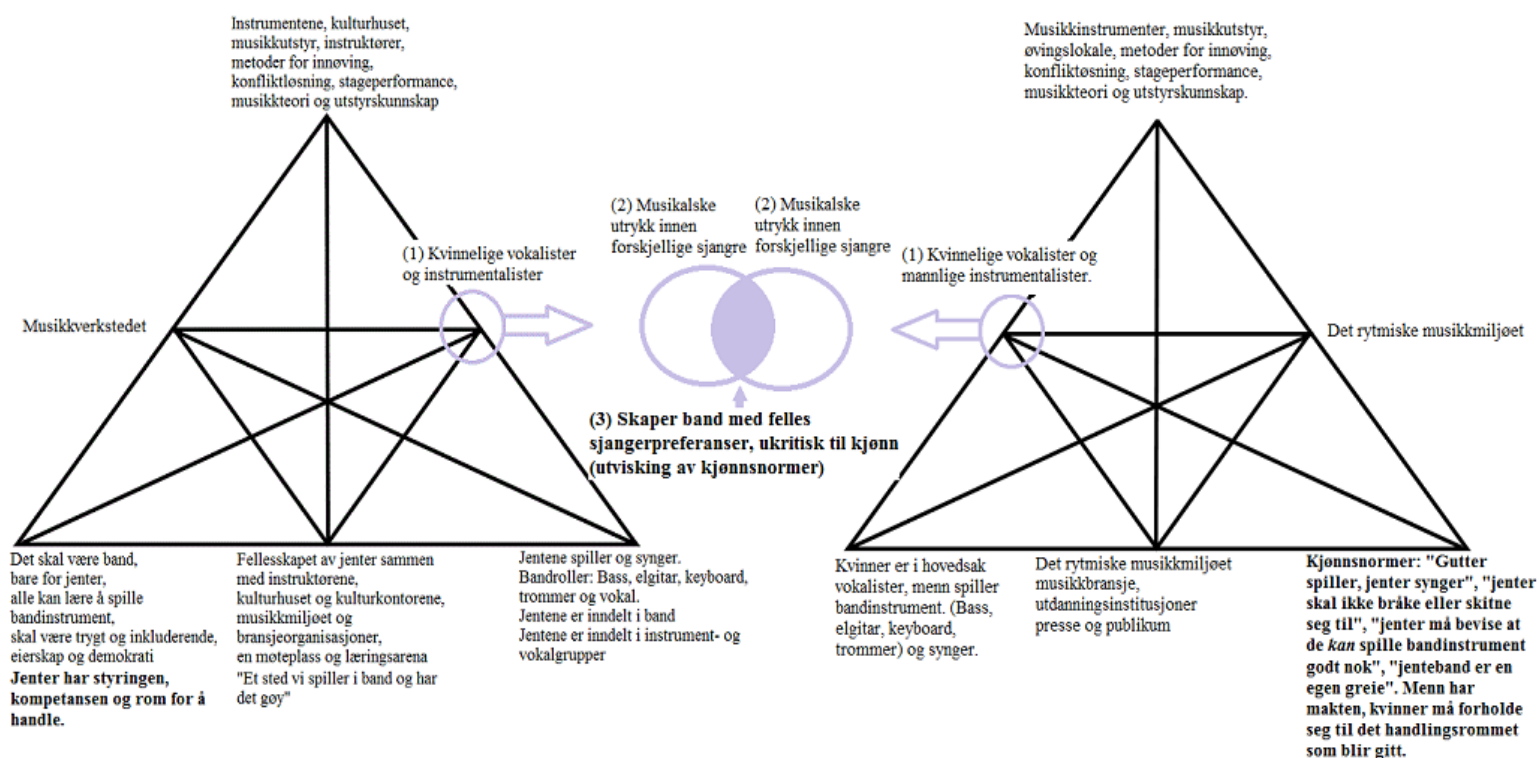 Instrumentene, kulturhuset,
musikkutstyr, instruktører,
metoder for innøving,
konfliktløsning, stageperformance,
musikkteori og utstyrskunnskap
Musikkinstrumenter, musikkutstyr,
øvingslokale, metoder for innøving,
konfliktøsning, stageperformance,
musikkteori og utstyrskunnskap.
(1) Kvinnelige vokalister
og instrumentalister
(2) Musikalske
utrykk innen
forskjellige sjangre
(2) Musikalske
utrykk innen
forskjellige sjangre
(1) Kvinnelige vokalister og
mannlige instrumentalister.
Musikkverkstedet
Det rytmiske musikkmiljøet
(3) Skaper band med felles
sjangerpreferanser, ukritisk til kjønn
(utvisking av kjønnsnormer)
Det skal være band,
bare for jenter,
alle kan lære å spille
bandinstrument,
skal være trygt og inkluderende,
eierskap og demokrati
Jenter har styringen,
kompetansen og rom for å
handle.
Fellesskapet av jenter sammen
med instruktørene,
kulturhuset og kulturkontorene,
musikkmiljøet og
bransjeorganisasjoner,
en møteplass og læringsarena
"Et sted vi spiller i band og har
det gøy"
Jentene spiller og synger.
Bandroller: Bass, elgitar, keyboard,
trommer og vokal.
Jentene er inndelt i band
Jentene er inndelt i instrument- og
vokalgrupper
Kvinner er i hovedsak
vokalister, menn spiller
bandinstrument. (Bass,
elgitar, keyboard,
trommer) og synger.
Det rytmiske musikkmiljøet
musikkbransje,
utdanningsinstitusjoner
presse og publikum
Kjønnsnormer: "Gutter
spiller, jenter synger", "jenter
skal ikke bråke eller skitne
seg til", "jenter må bevise at
de kan spille bandinstrument
godt nok", "jenteband er en
egen greie". Menn har
makten, kvinner må forholde
seg til det handlingsrommet
som blir gitt.